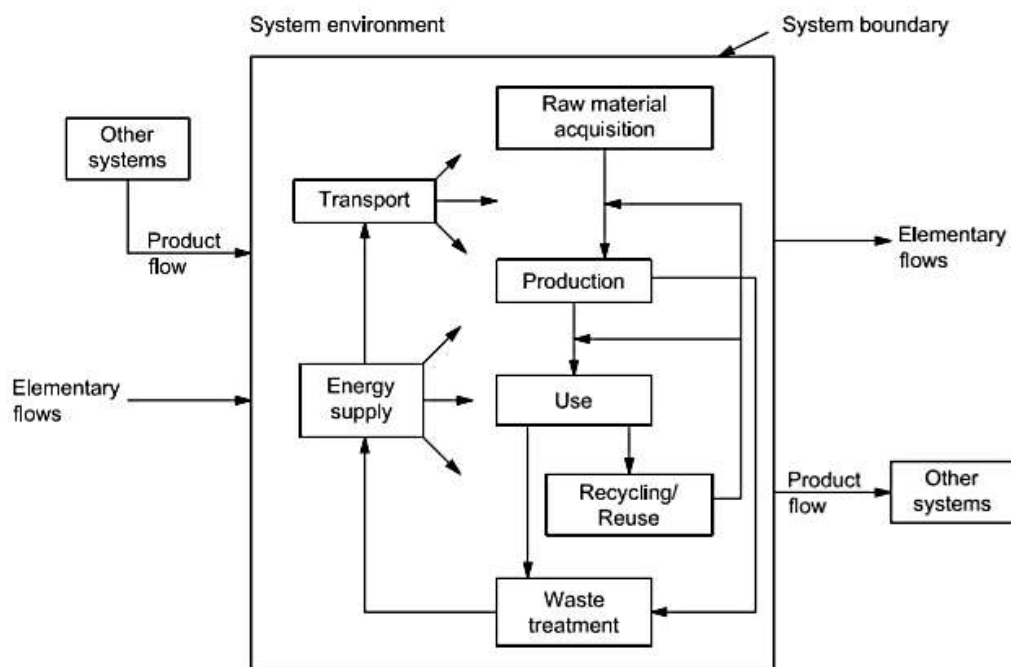 System environment
System boundary
Raw material
acquisition
Other
systems
Transport
Product
flow
Elementary
flows
Production
Energy
supply
Elementary
flows
Use
Recycling/
Reuse
Product
flow
Other
systems
Waste
treatment